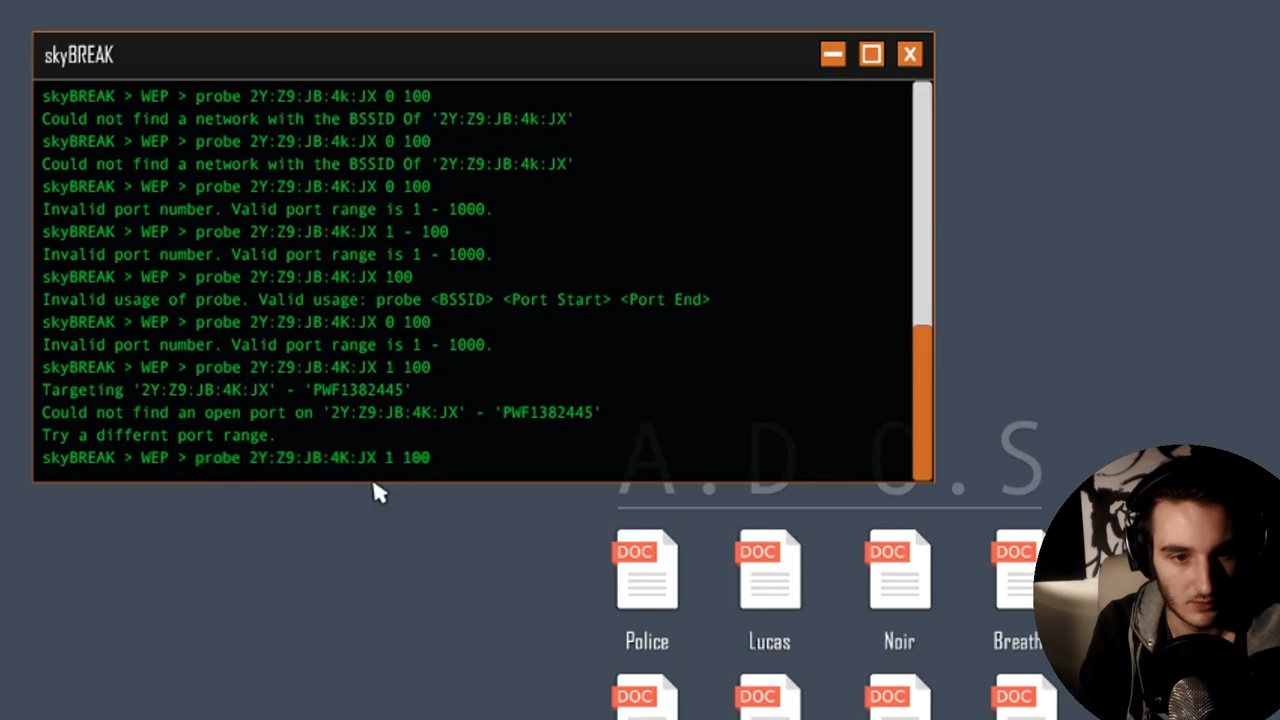 skyBREAK
skyBREAK > WEP > probe 2Y:Z9:JB:4k:JX 0 100
Could not find a network with the BSSID Of '2Y:Z9:JB:4k:JX'
skyBREAK > WEP > probe 2Y:Z9:JB:4k:JX 0 100
Could not find a network with the BSSID Of '2Y:Z9:JB:4k:JX'
skyBREAK > WEP > probe 2Y:Z9:JB:4K:JX 0 100
Invalid port number. Valid port range is 1 - 1000.
skyBREAK > WEP > probe 2Y:Z9:JB:4K:JX 1 - 100
Invalid port number. Valid port range is 1 - 1000.
skyBREAK > WEP > probe 2Y:Z9:JB:4K:JX 100
Invalid usage of probe. Valid usage: probe <BSSID> <Port Start> <Port End>
skyBREAK > WEP > probe 2Y:Z9:JB:4K:JX 0 100
Invalid port number. Valid port range is 1 - 1000.
skyBREAK > WEP > probe 2Y:Z9:JB:4K:JX 1 100
Targeting '2Y:Z9:JB:4K:JX' - 'PWF1382445'
Could not find an open port on '2Y:Z9:JB:4K:JX' - 'PWF1382445'
Try a differnt port range.
skyBREAK > WEP > probe 2Y:Z9:JB:4K:JX 1 100
A.D O.S
DOC DOC DOC DOC
Police Lucas Noir Breath
DOC DOC DOC DOC